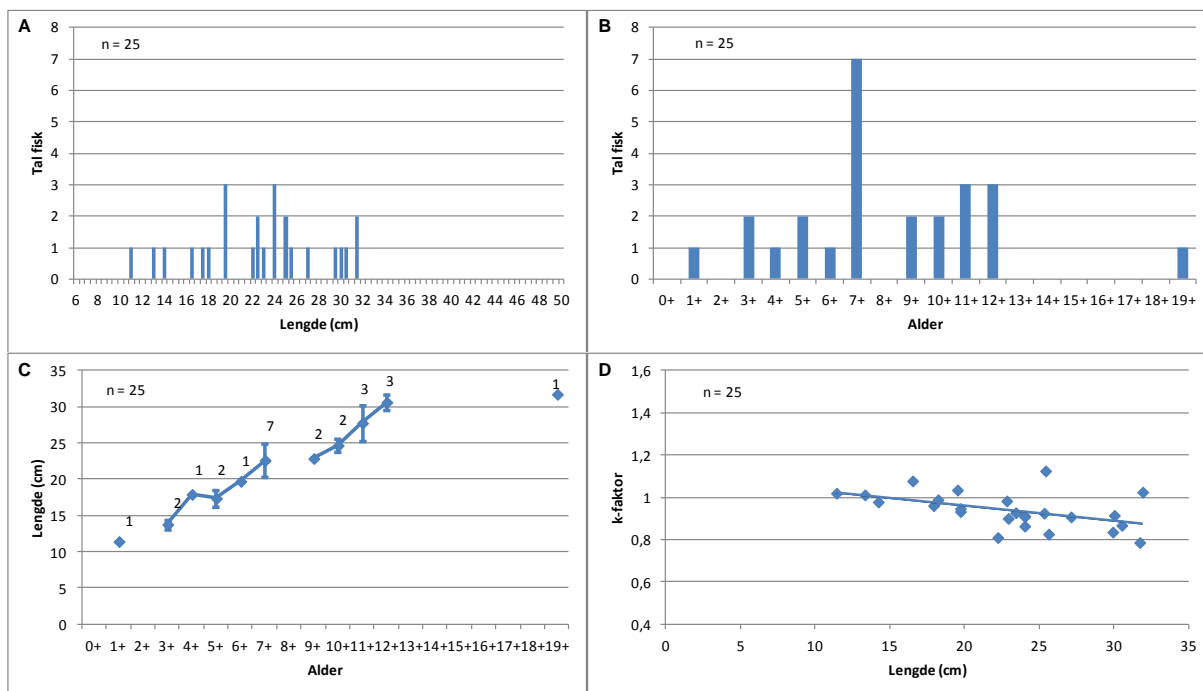 A
n = 25
Tal fisk
8
7
6
5
4
3
2
1
0
6 8 10 12 14 16 18 20 22 24 26 28 30 32 34 36 38 40 42 44 46 48 50
Lengde (cm)
B
n = 25
Tal fisk
8
7
6
5
4
3
2
1
0
0+ 1+ 2+ 3+ 4+ 5+ 6+ 7+ 8+ 9+ 10+ 11+ 12+ 13+ 14+ 15+ 16+ 17+ 18+ 19+
Alder
C
n = 25
Lengde (cm)
35
30
25
20
15
10
5
0
1 2 1 2 1 7 2 2 3 3 1
0+ 1+ 2+ 3+ 4+ 5+ 6+ 7+ 8+ 9+ 10+11+12+13+14+15+16+17+18+19+
Alder
D
n = 25
k-faktor
1,6
1,4
1,2
1
0,8
0,6
0,4
0 5 10 15 20 25 30 35
Lengde (cm)